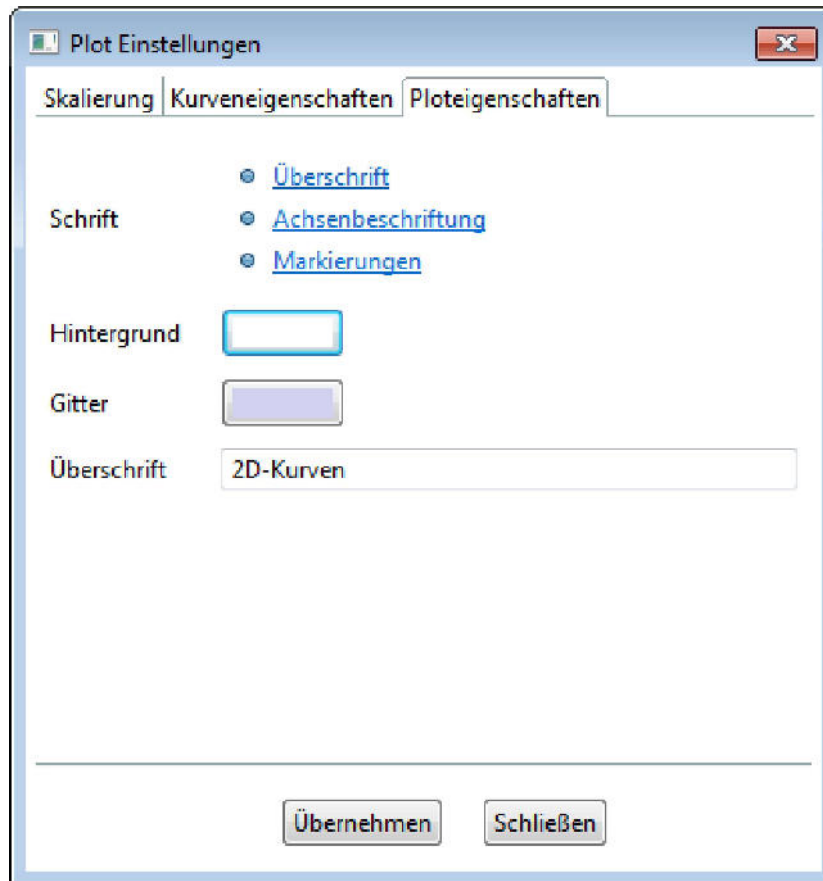 Plot Einstellungen
Skalierung Kurveneigenschaften Ploteigenschaften
Überschrift
Schrift Achsenbeschriftung
Markierungen
Hintergrund
Gitter
Überschrift 2D-Kurven
Übernehmen Schließen